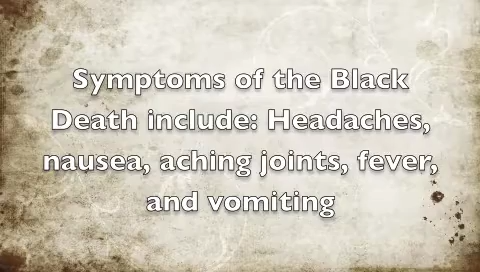 Symptoms of the Black
Death include: Headaches,
nausea, aching joints, fever,
and vomiting